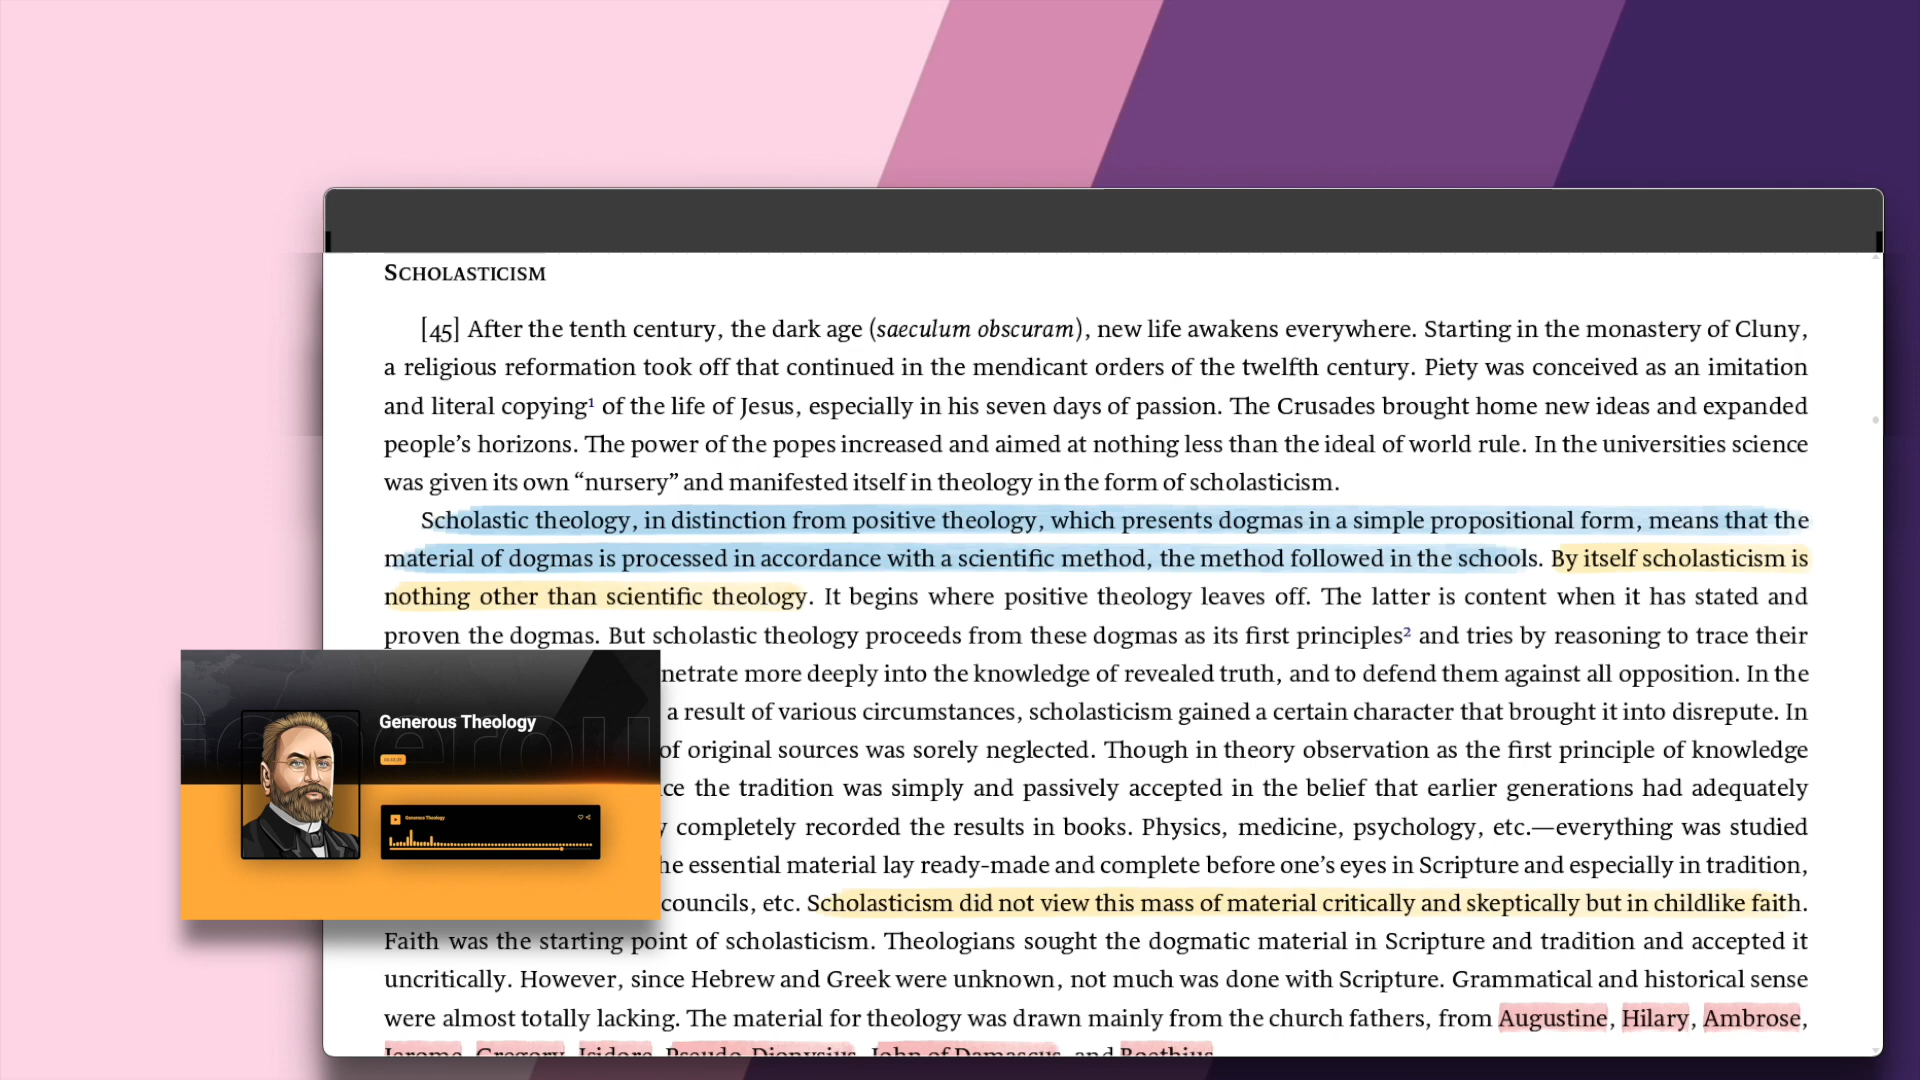 SCHOLASTICISM
[45] After the tenth century, the dark age (saeculum obscuram), new life awakens everywhere. Starting in the monastery of Cluny,
a religious reformation took off that continued in the mendicant orders of the twelfth century. Piety was conceived as an imitation
and literal copying¹ of the life of Jesus, especially in his seven days of passion. The Crusades brought home new ideas and expanded
people’s horizons. The power of the popes increased and aimed at nothing less than the ideal of world rule. In the universities science
was given its own “nursery” and manifested itself in theology in the form of scholasticism.
Scholastic theology, in distinction from positive theology, which presents dogmas in a simple propositional form, means that the
material of dogmas is processed in accordance with a scientific method, the method followed in the schools. By itself scholasticism is
nothing other than scientific theology. It begins where positive theology leaves off. The latter is content when it has stated and
proven the dogmas. But scholastic theology proceeds from these dogmas as its first principles² and tries by reasoning to trace their
netrate more deeply into the knowledge of revealed truth, and to defend them against all opposition. In the
a result of various circumstances, scholasticism gained a certain character that brought it into disrepute. In
of original sources was sorely neglected. Though in theory observation as the first principle of knowledge
ce the tradition was simply and passively accepted in the belief that earlier generations had adequately
y completely recorded the results in books. Physics, medicine, psychology, etc.—everything was studied
he essential material lay ready-made and complete before one’s eyes in Scripture and especially in tradition,
councils, etc. Scholasticism did not view this mass of material critically and skeptically but in childlike faith.
Faith was the starting point of scholasticism. Theologians sought the dogmatic material in Scripture and tradition and accepted it
uncritically. However, since Hebrew and Greek were unknown, not much was done with Scripture. Grammatical and historical sense
were almost totally lacking. The material for theology was drawn mainly from the church fathers, from Augustine, Hilary, Ambrose,
Jerome, Gregory, Isidore, Pseudo-Dionysius, John of Damascus, and Boethius
Generous Theology
Generous Theology